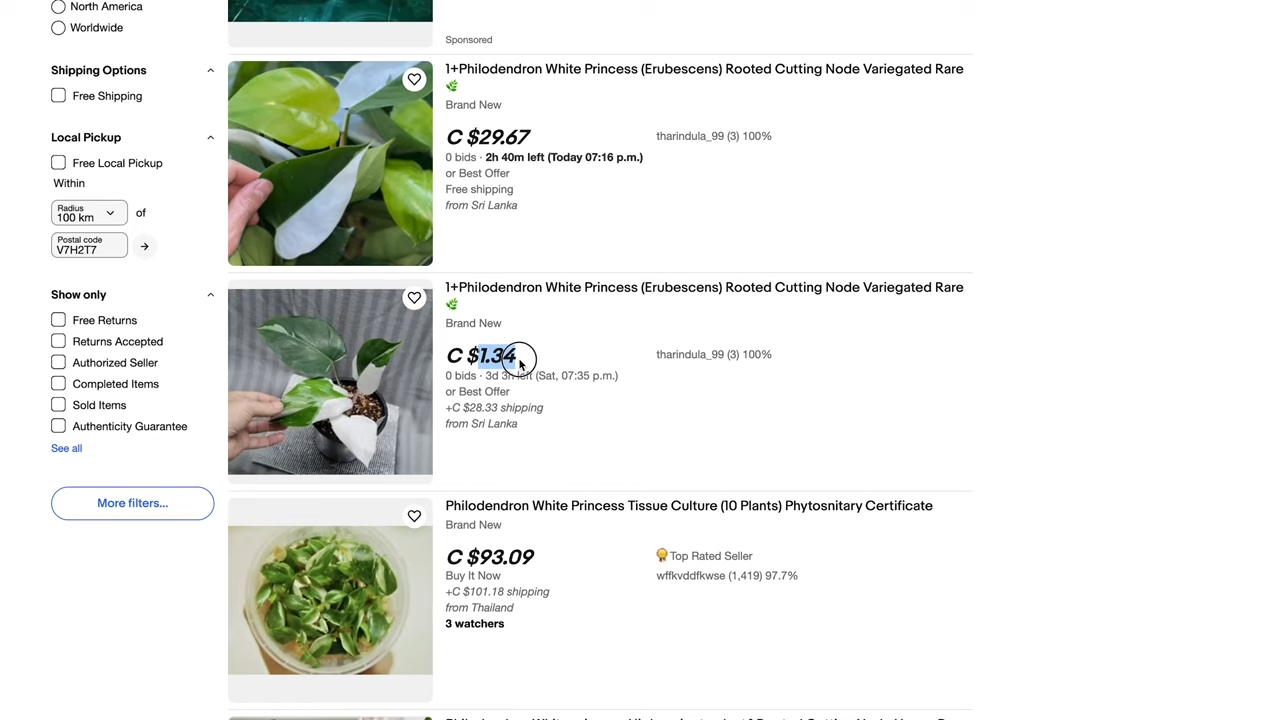 North America
Worldwide
Shipping Options
Free Shipping
Local Pickup
Free Local Pickup
Within
Radius
100 km
of
Postal code
V7H2T7
Show only
Free Returns
Returns Accepted
Authorized Seller
Completed Items
Sold Items
Authenticity Guarantee
See all
More filters...
Sponsored
1+Philodendron White Princess (Erubescens) Rooted Cutting Node Variegated Rare
🌿
Brand New
C $29.67
tharindula_99 (3) 100%
0 bids · 2h 40m left (Today 07:16 p.m.)
or Best Offer
Free shipping
from Sri Lanka
1+Philodendron White Princess (Erubescens) Rooted Cutting Node Variegated Rare
🌿
Brand New
C $1.34
tharindula_99 (3) 100%
0 bids · 3d 3h left (Sat, 07:35 p.m.)
or Best Offer
+C $28.33 shipping
from Sri Lanka
Philodendron White Princess Tissue Culture (10 Plants) Phytosnitary Certificate
Brand New
C $93.09
Top Rated Seller
Buy It Now
wffkvddfkwse (1,419) 97.7%
+C $101.18 shipping
from Thailand
3 watchers